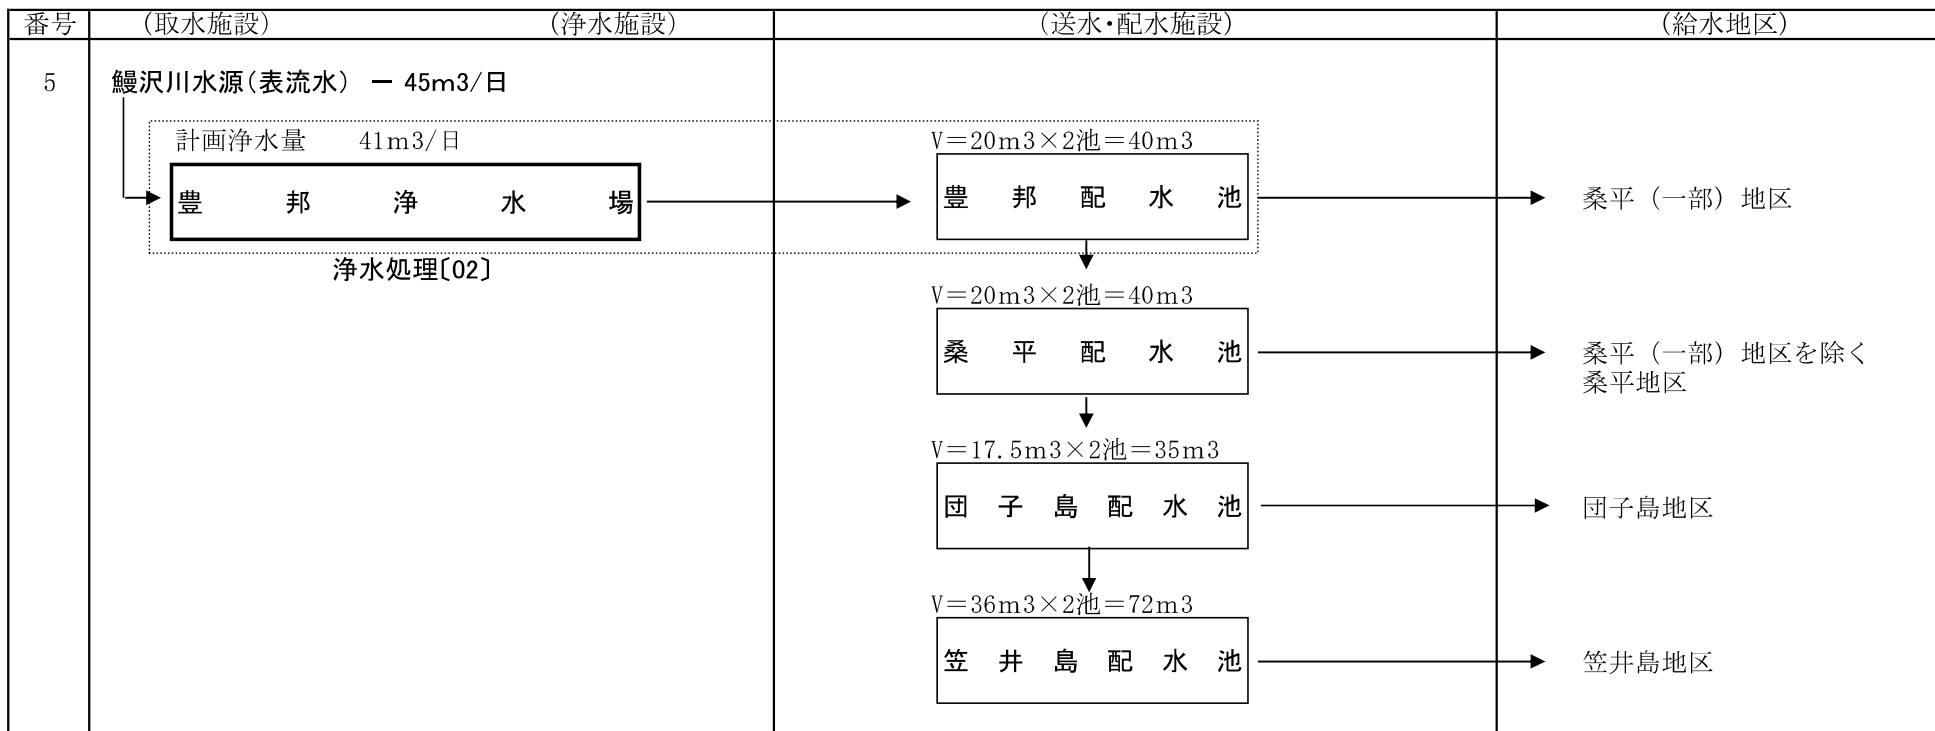 番号 (取水施設) (浄水施設) (送水・配水施設) (給水地区)
5 鰻沢川水源(表流水) ー 45m3/日
計画浄水量 41m3/日 V=20m3×2池=40m3
豊邦浄水場 豊邦配水池 桑平(一部)地区
浄水処理〔02〕
V=20m3×2池=40m3
桑平配水池 桑平(一部)地区を除く
桑平地区
V=17.5m3×2池=35m3
団子島配水池 団子島地区
V=36m3×2池=72m3
笠井島配水池 笠井島地区